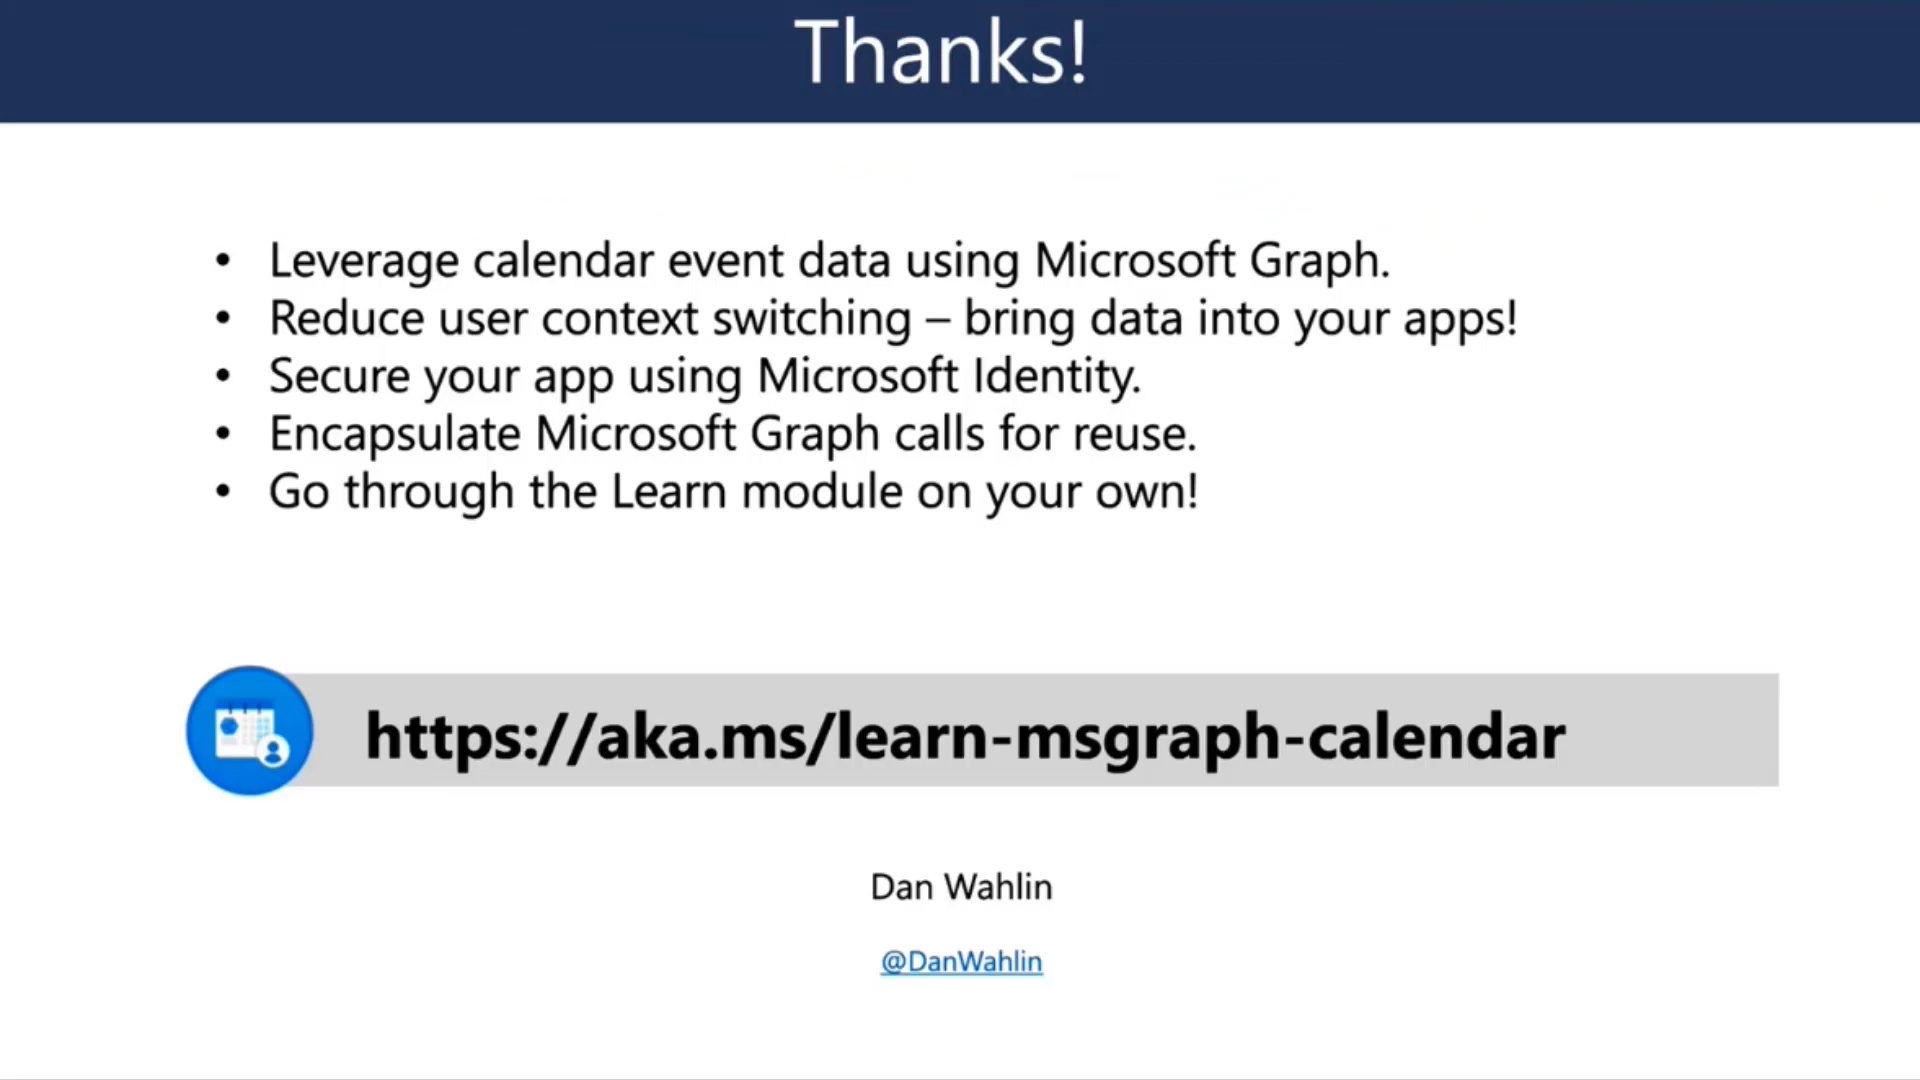 Thanks!
• Leverage calendar event data using Microsoft Graph.
• Reduce user context switching – bring data into your apps!
• Secure your app using Microsoft Identity.
• Encapsulate Microsoft Graph calls for reuse.
• Go through the Learn module on your own!
https://aka.ms/learn-msgraph-calendar
Dan Wahlin
@DanWahlin